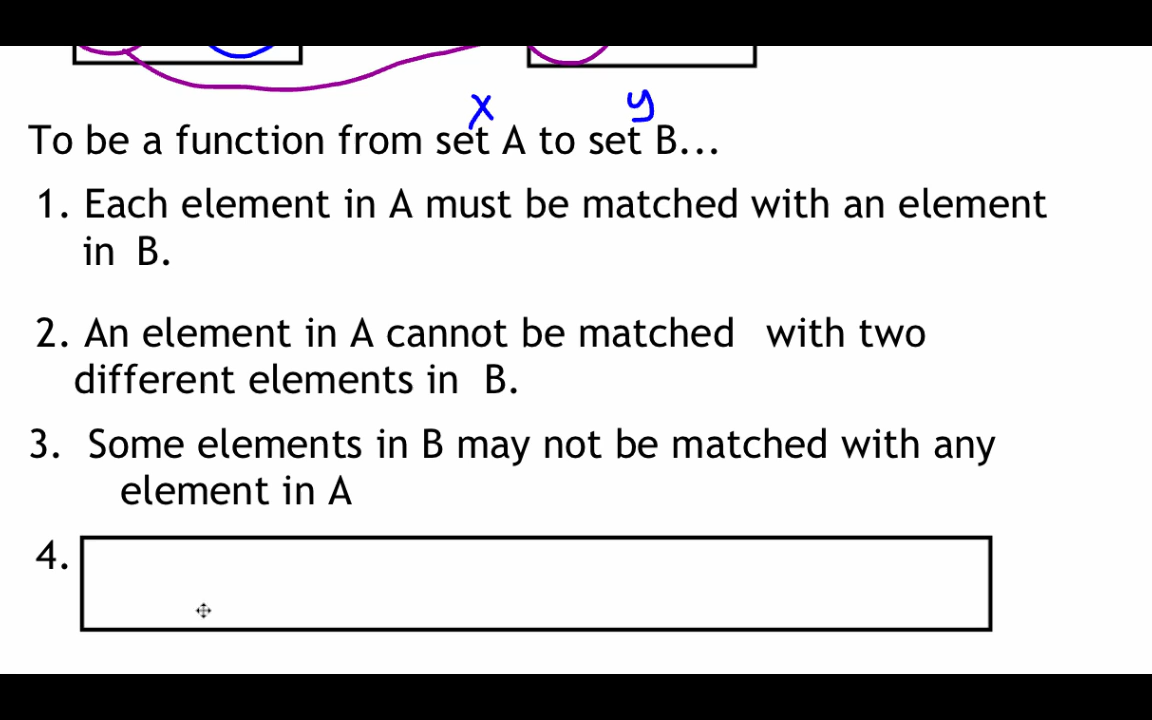 x y
To be a function from set A to set B...
1. Each element in A must be matched with an element
in B.
2. An element in A cannot be matched with two
different elements in B.
3. Some elements in B may not be matched with any
element in A
4.